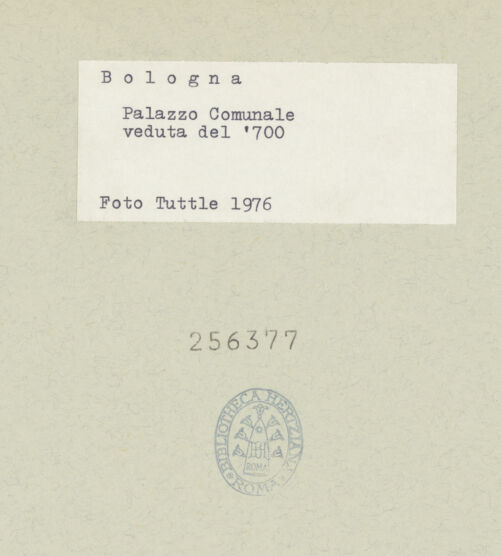 B o l o g n a
Palazzo Comunale
veduta del '700
Foto Tuttle 1976
256377
BIBLIOTHECA HERTZIANA
ROMA
ROMA